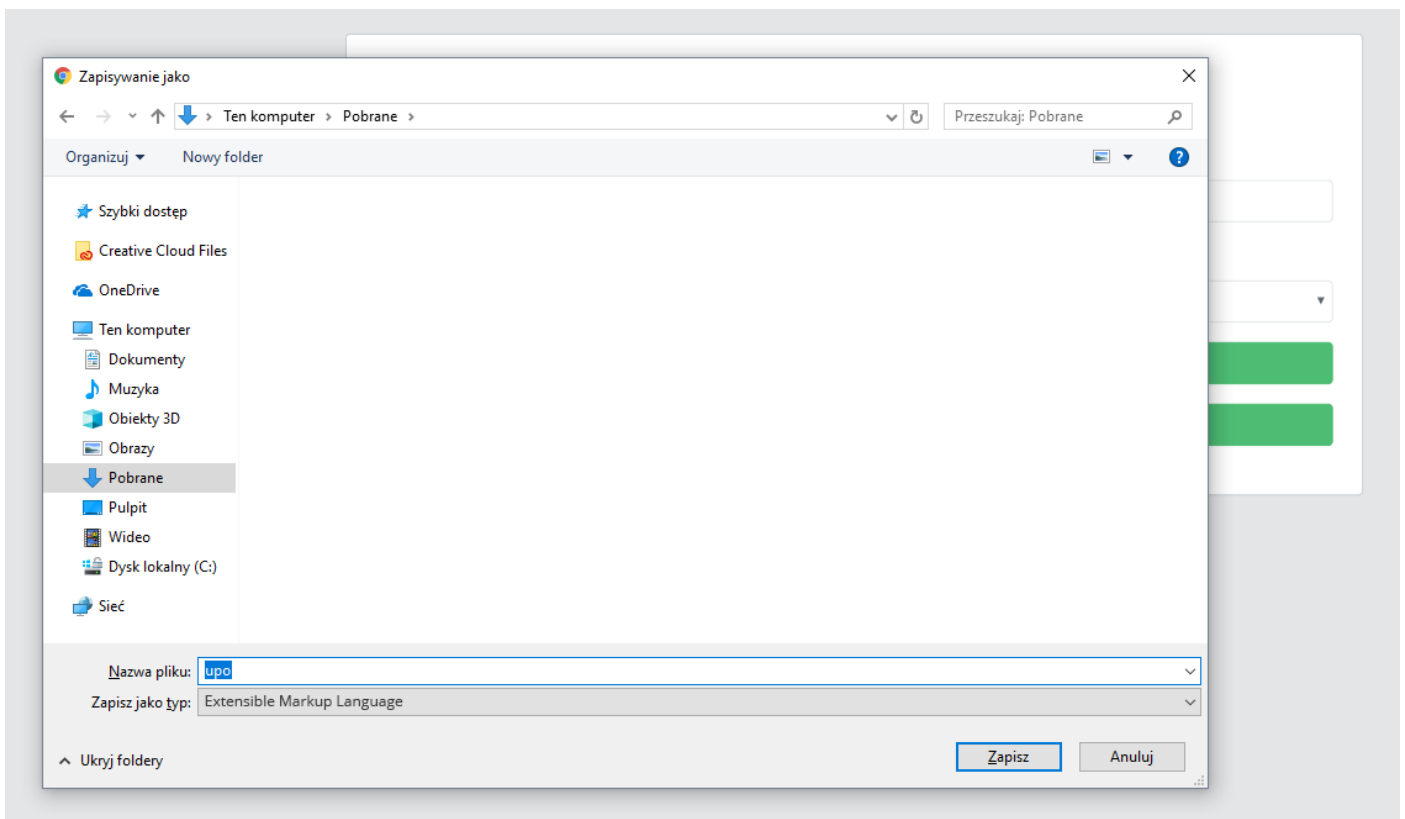 Zapisywanie jako
Ten komputer > Pobrane >
Przeszukaj: Pobrane
Organizuj Nowy folder
Szybki dostęp
Creative Cloud Files
OneDrive
Ten komputer
Dokumenty
Muzyka
Obiekty 3D
Obrazy
Pobrane
Pulpit
Wideo
Dysk lokalny (C:)
Sieć
Nazwa pliku: upo
Zapisz jako typ: Extensible Markup Language
Ukryj foldery
Zapisz Anuluj